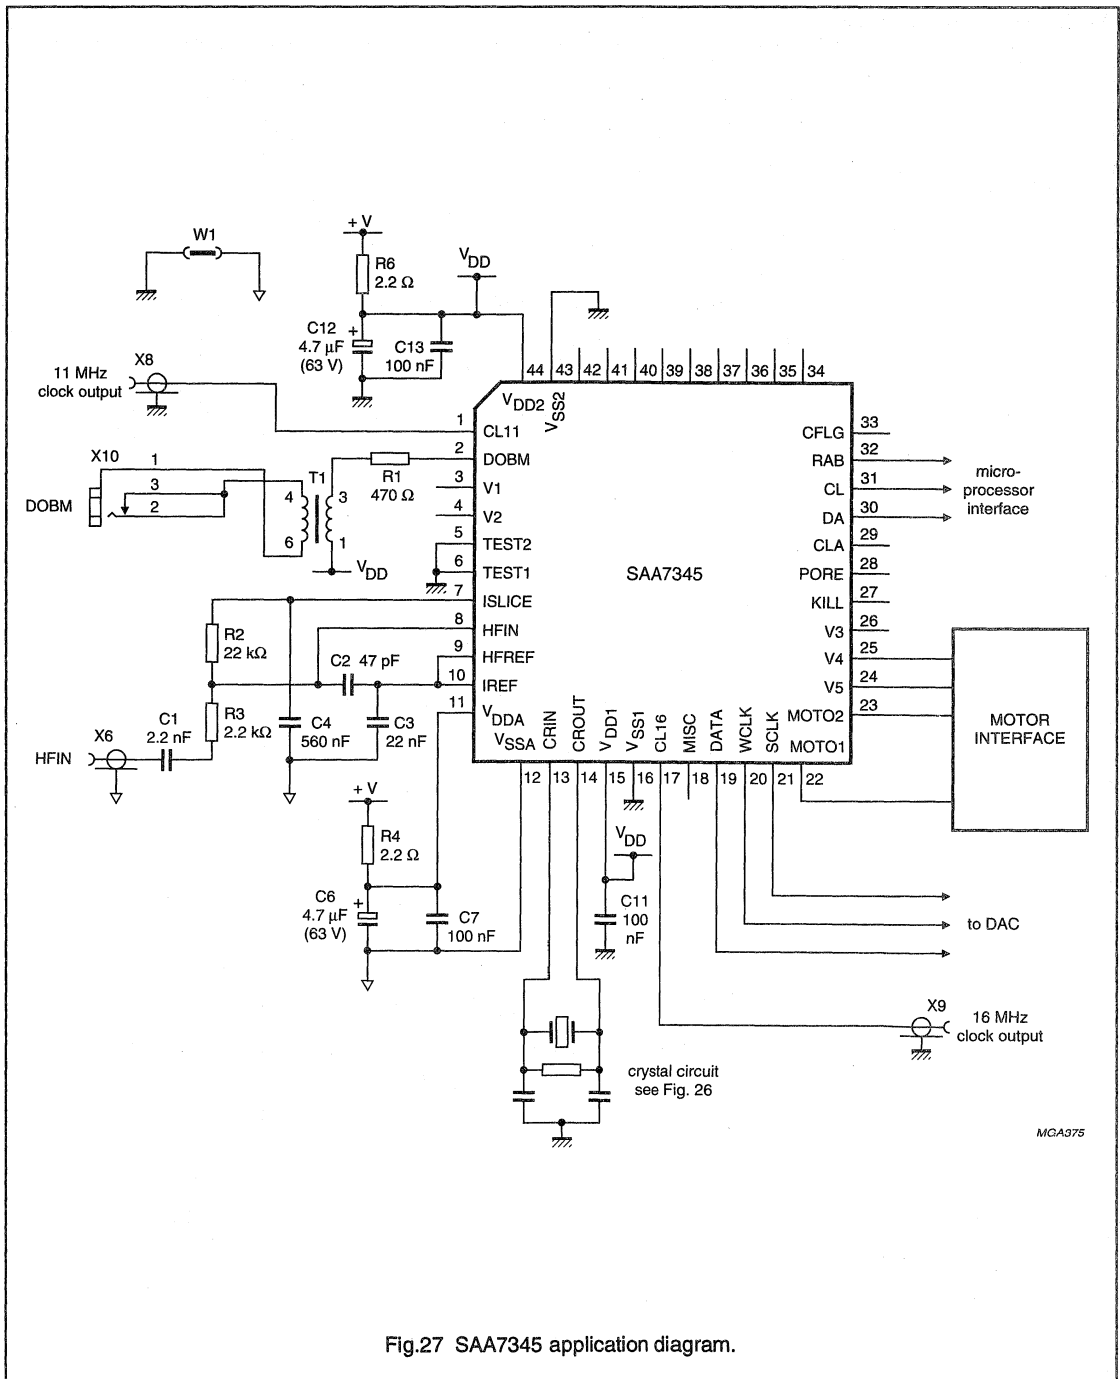 W1
+ V
R6
2.2 Ω
VDD
C12
4.7 μF
(63 V)
+
C13
100 nF
11 MHz
clock output
X8
44 43 42 41 40 39 38 37 36 35 34
VDD2
VSS2
1
CL11
2
DOBM
3
V1
4
V2
5
TEST2
6
TEST1
7
ISLICE
8
HFIN
9
HFREF
10
IREF
11
VDDA
X10
DOBM
1
3
2
T1
4
6
3
1
VDD
R1
470 Ω
SAA7345
CFLG
33
RAB
32
CL
31
DA
30
CLA
29
PORE
28
KILL
27
V3
26
V4
25
V5
24
MOTO2
23
MOTO1
micro-
processor
interface
MOTOR
INTERFACE
R2
22 kΩ
C2 47 pF
R3
2.2 kΩ
C1
2.2 nF
X6
HFIN
C4
560 nF
C3
22 nF
VSSA
CRIN
CROUT
VDD1
VSS1
CL16
MISC
DATA
WCLK
SCLK
12 13 14 15 16 17 18 19 20 21 22
+ V
R4
2.2 Ω
C6
4.7 μF
(63 V)
+
C7
100 nF
VDD
C11
100
nF
to DAC
X9
16 MHz
clock output
crystal circuit
see Fig. 26
MGA375
Fig.27 SAA7345 application diagram.